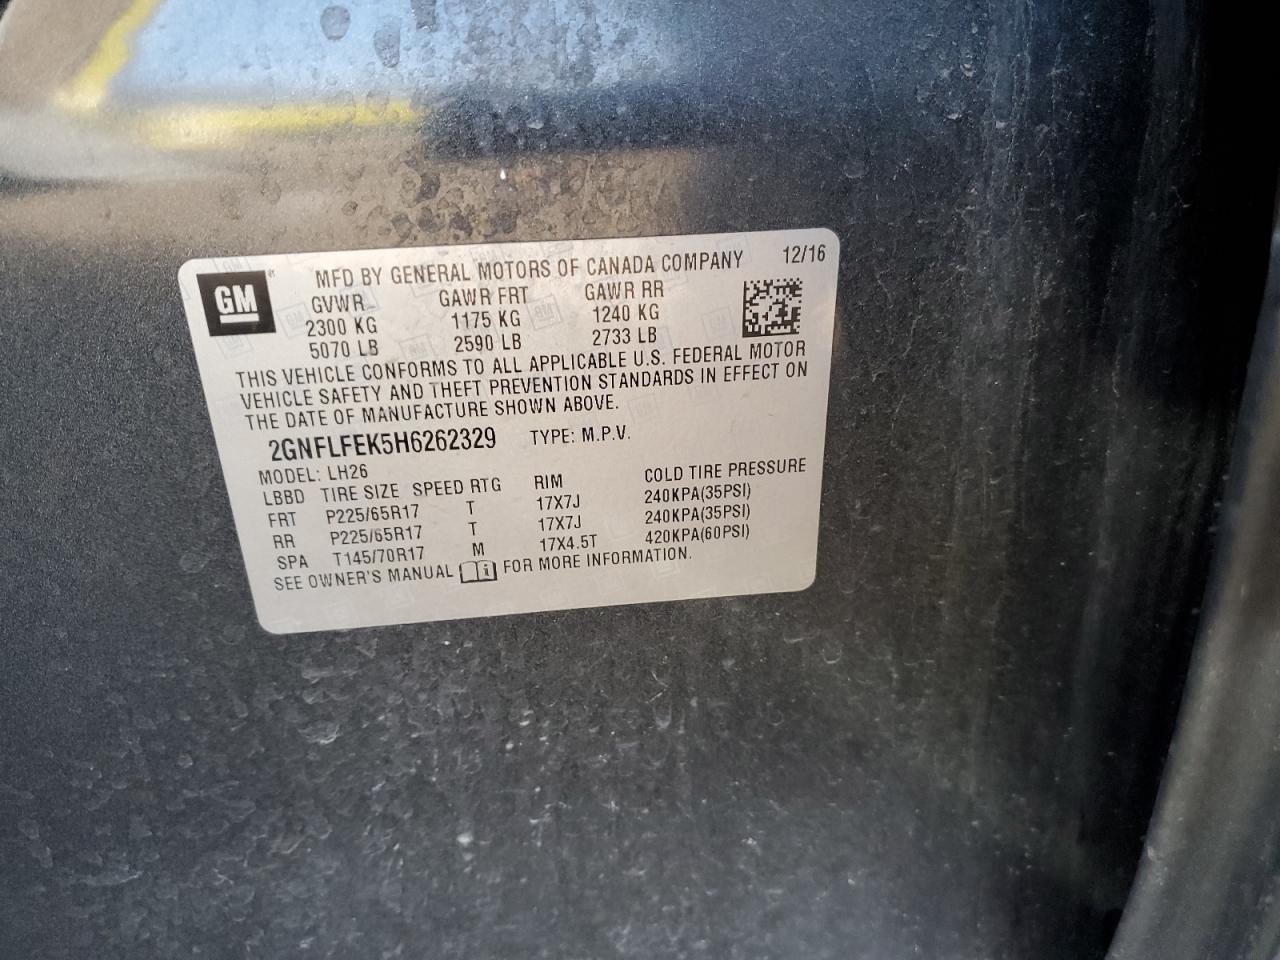 GM
MFD BY GENERAL MOTORS OF CANADA COMPANY 12/16
GVWR GAWR FRT GAWR RR
2300 KG 1175 KG 1240 KG
5070 LB 2590 LB 2733 LB
THIS VEHICLE CONFORMS TO ALL APPLICABLE U.S. FEDERAL MOTOR
VEHICLE SAFETY AND THEFT PREVENTION STANDARDS IN EFFECT ON
THE DATE OF MANUFACTURE SHOWN ABOVE.
2GNFLFEK5H6262329 TYPE: M.P.V.
MODEL: LH26
LBBD TIRE SIZE SPEED RTG RIM COLD TIRE PRESSURE
FRT P225/65R17 T 17X7J 240KPA(35PSI)
RR P225/65R17 T 17X7J 240KPA(35PSI)
SPA T145/70R17 M 17X4.5T 420KPA(60PSI)
SEE OWNER'S MANUAL i FOR MORE INFORMATION.